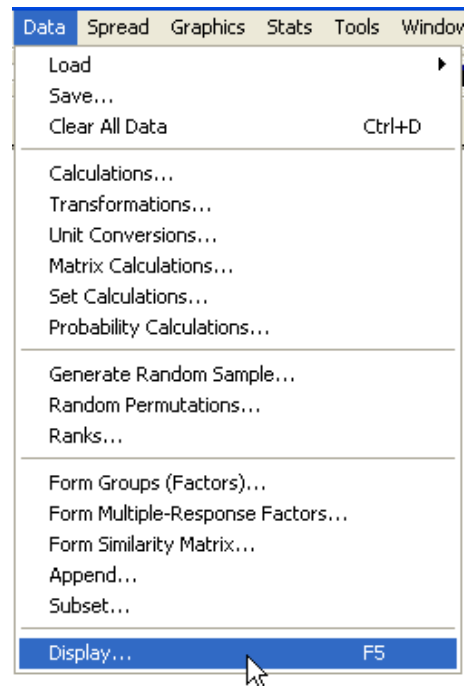 Data Spread Graphics Stats Tools Window
Load
Save...
Clear All Data Ctrl+D
Calculations...
Transformations...
Unit Conversions...
Matrix Calculations...
Set Calculations...
Probability Calculations...
Generate Random Sample...
Random Permutations...
Ranks...
Form Groups (Factors)...
Form Multiple-Response Factors...
Form Similarity Matrix...
Append...
Subset...
Display... F5